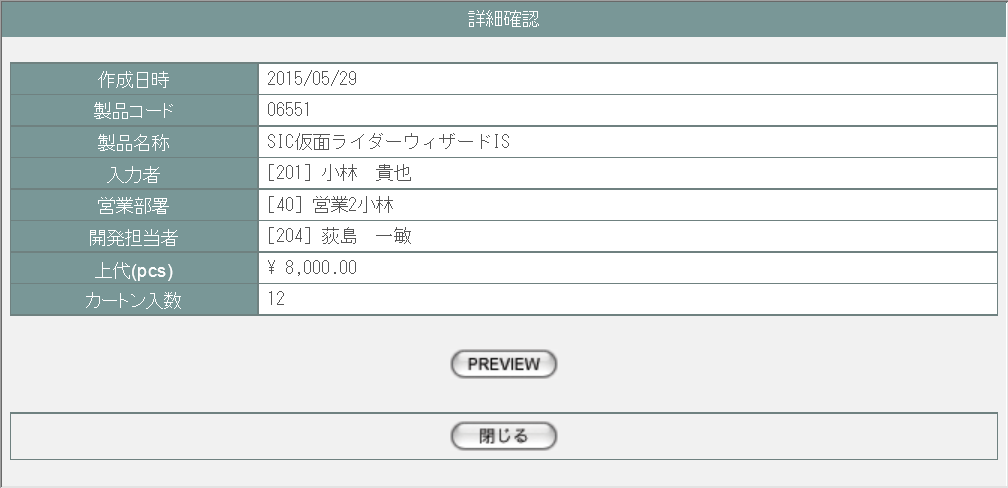 詳細確認
作成日時 2015/05/29
製品コード 06551
製品名称 SIC仮面ライダーウィザードIS
入力者 [201] 小林　貴也
営業部署 [40] 営業2小林
開発担当者 [204] 荻島　一敏
上代(pcs) ¥ 8,000.00
カートン入数 12
PREVIEW
閉じる